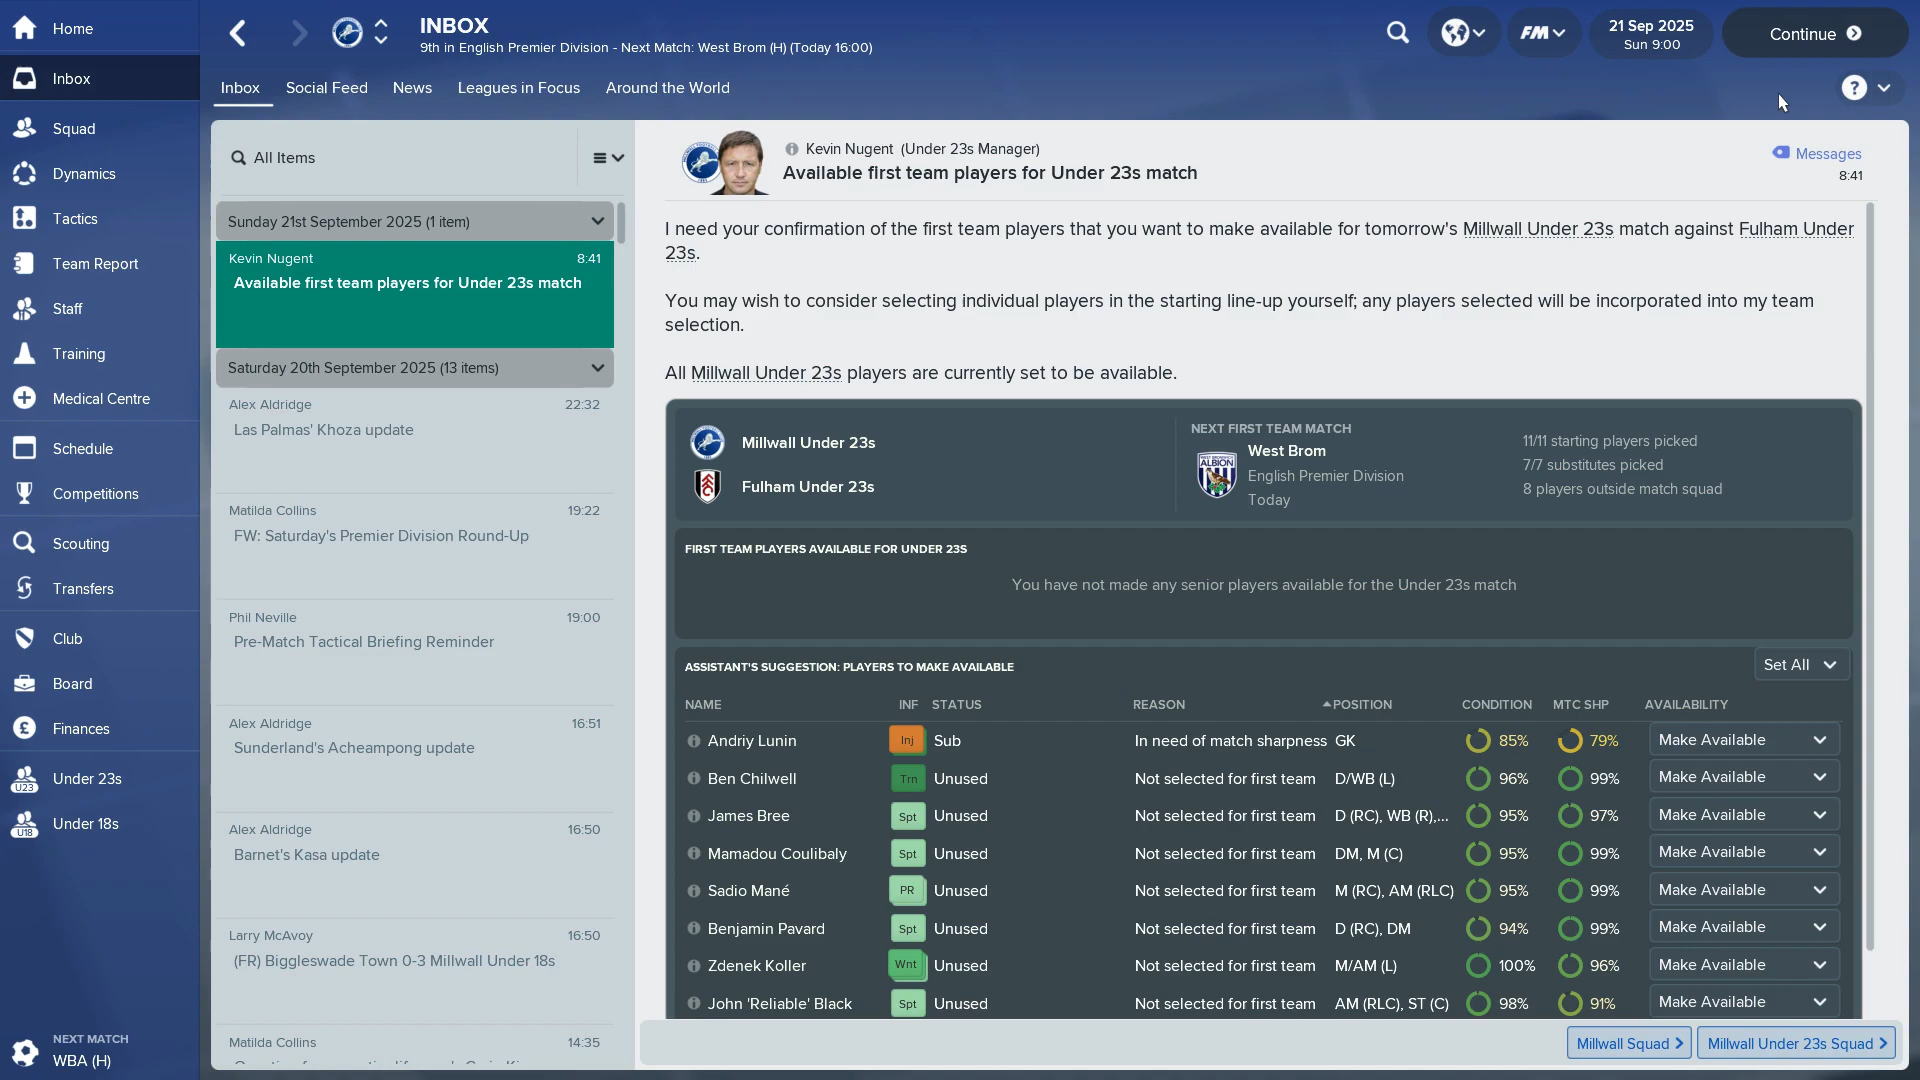 Home
Inbox
Squad
Dynamics
Tactics
Team Report
Staff
Training
Medical Centre
Schedule
Competitions
Scouting
Transfers
Club
Board
Finances
U23
Under 23s
U18
Under 18s
NEXT MATCH
WBA (H)
INBOX
9th in English Premier Division - Next Match: West Brom (H) (Today 16:00)
FM
21 Sep 2025
Sun 9:00
Continue
Inbox Social Feed News Leagues in Focus Around the World
?
All Items
Sunday 21st September 2025 (1 item)
Kevin Nugent 8:41
Available first team players for Under 23s match
Saturday 20th September 2025 (13 items)
Alex Aldridge 22:32
Las Palmas' Khoza update
Matilda Collins 19:22
FW: Saturday's Premier Division Round-Up
Phil Neville 19:00
Pre-Match Tactical Briefing Reminder
Alex Aldridge 16:51
Sunderland's Acheampong update
Alex Aldridge 16:50
Barnet's Kasa update
Larry McAvoy 16:50
(FR) Biggleswade Town 0-3 Millwall Under 18s
Matilda Collins 14:35
Kevin Nugent (Under 23s Manager)
Available first team players for Under 23s match
Messages
8:41
I need your confirmation of the first team players that you want to make available for tomorrow's Millwall Under 23s match against Fulham Under
23s.
You may wish to consider selecting individual players in the starting line-up yourself; any players selected will be incorporated into my team
selection.
All Millwall Under 23s players are currently set to be available.
Millwall Under 23s
Fulham Under 23s
NEXT FIRST TEAM MATCH
West Brom
English Premier Division
Today
11/11 starting players picked
7/7 substitutes picked
8 players outside match squad
FIRST TEAM PLAYERS AVAILABLE FOR UNDER 23S
You have not made any senior players available for the Under 23s match
ASSISTANT'S SUGGESTION: PLAYERS TO MAKE AVAILABLE
Set All
NAME INF STATUS REASON POSITION CONDITION MTC SHP AVAILABILITY
Andriy Lunin Inj Sub In need of match sharpness GK 85% 79% Make Available
Ben Chilwell Trn Unused Not selected for first team D/WB (L) 96% 99% Make Available
James Bree Spt Unused Not selected for first team D (RC), WB (R),... 95% 97% Make Available
Mamadou Coulibaly Spt Unused Not selected for first team DM, M (C) 95% 99% Make Available
Sadio Mané PR Unused Not selected for first team M (RC), AM (RLC) 95% 99% Make Available
Benjamin Pavard Spt Unused Not selected for first team D (RC), DM 94% 99% Make Available
Zdenek Koller Wnt Unused Not selected for first team M/AM (L) 100% 96% Make Available
John 'Reliable' Black Spt Unused Not selected for first team AM (RLC), ST (C) 98% 91% Make Available
Millwall Squad
Millwall Under 23s Squad